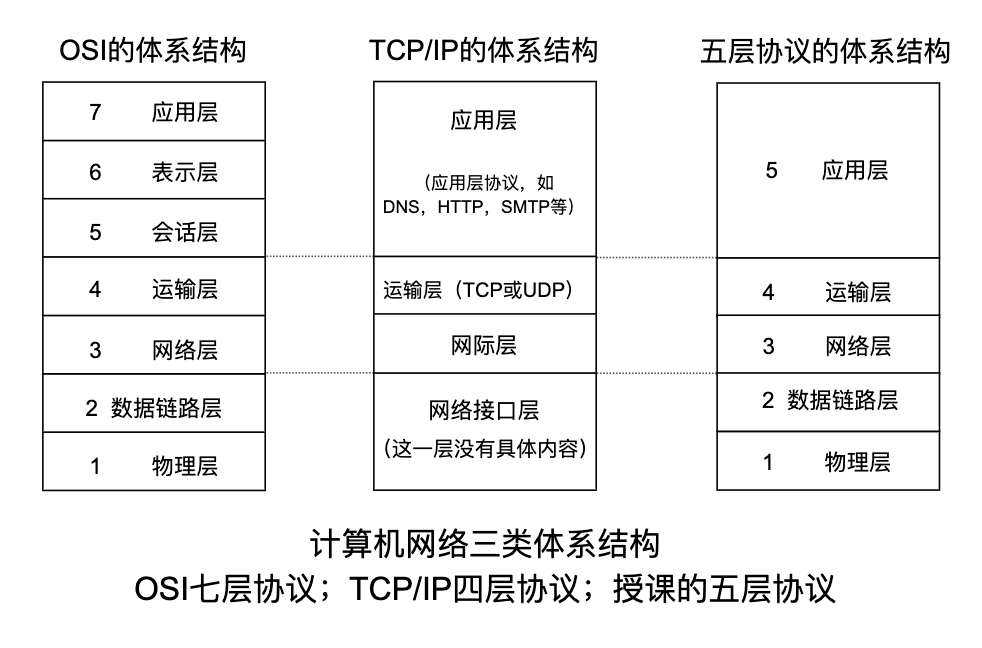 OSI的体系结构
7 应用层
6 表示层
5 会话层
4 运输层
3 网络层
2 数据链路层
1 物理层
TCP/IP的体系结构
应用层
（应用层协议，如
DNS，HTTP，SMTP等）
运输层（TCP或UDP）
网际层
网络接口层
（这一层没有具体内容）
五层协议的体系结构
5 应用层
4 运输层
3 网络层
2 数据链路层
1 物理层
计算机网络三类体系结构
OSI七层协议；TCP/IP四层协议；授课的五层协议